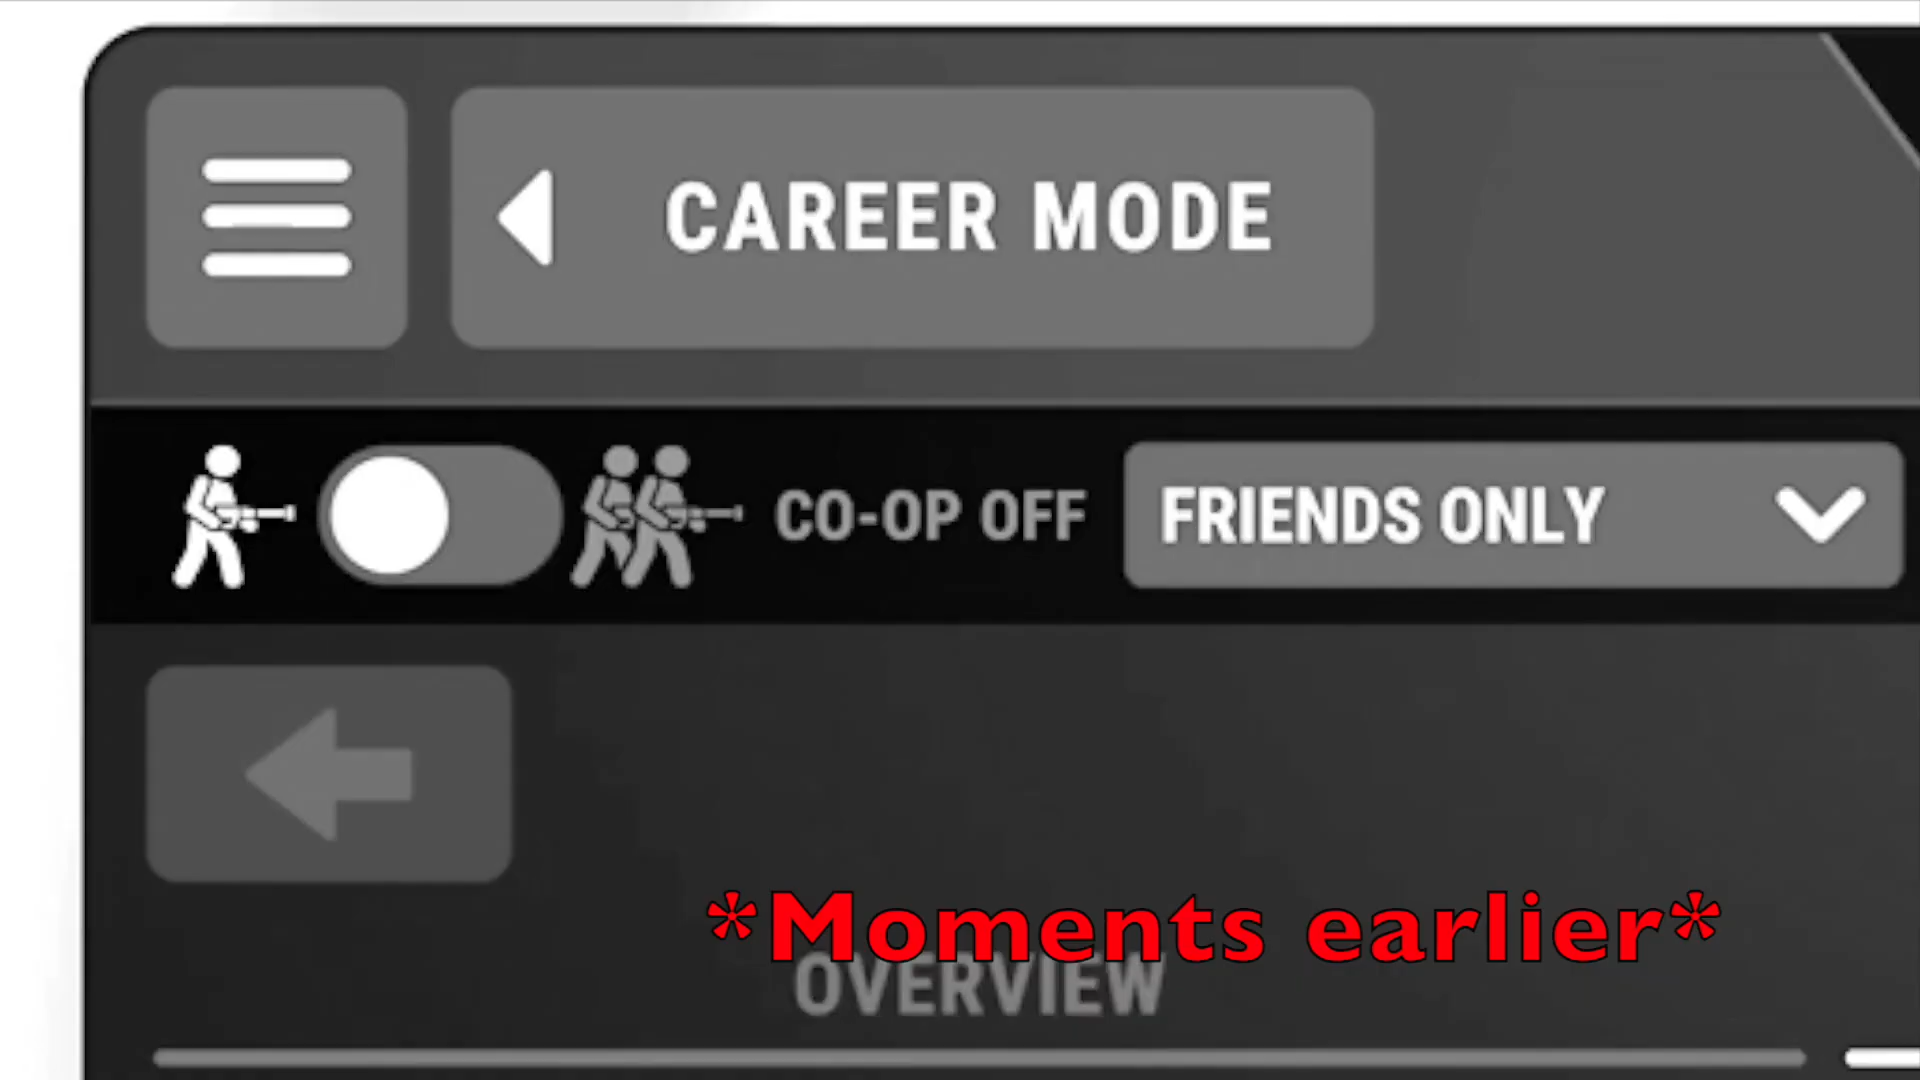 CAREER MODE
CO-OP OFF
FRIENDS ONLY
*Moments earlier*
OVERVIEW